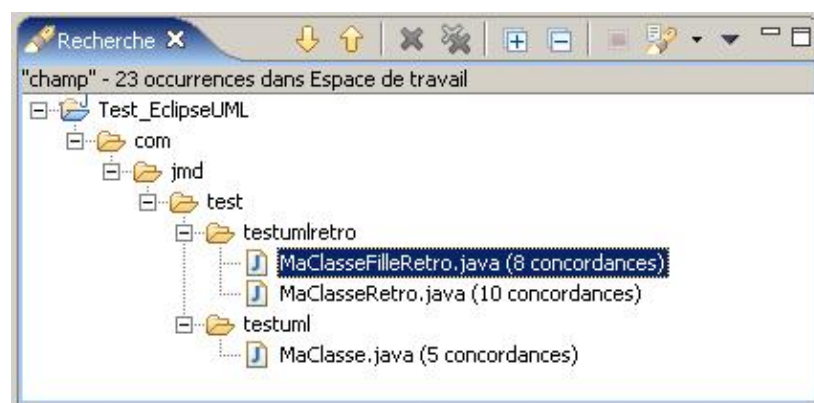 Recherche
"champ" - 23 occurrences dans Espace de travail
Test_EclipseUML
com
jmd
test
testumlretro
MaClasseFilleRetro.java (8 concordances)
MaClasseRetro.java (10 concordances)
testuml
MaClasse.java (5 concordances)